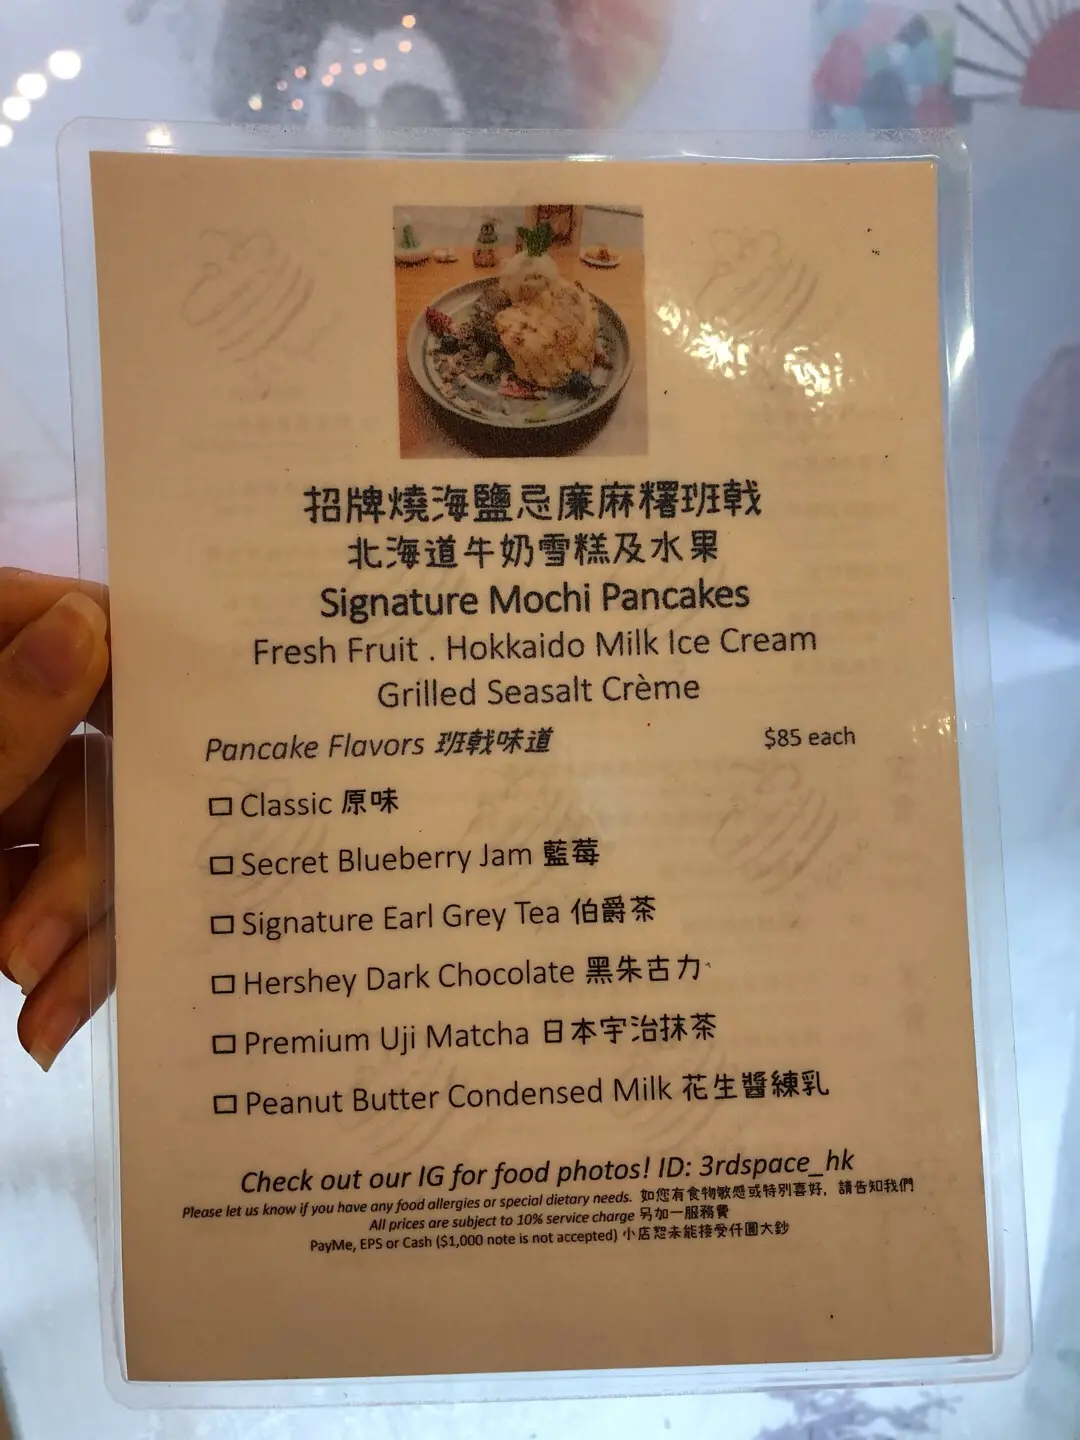 招牌燒海鹽忌廉麻糬班戟
北海道牛奶雪糕及水果
Signature Mochi Pancakes
Fresh Fruit . Hokkaido Milk Ice Cream
Grilled Seasalt Crème
Pancake Flavors 班戟味道 $85 each
Classic 原味
Secret Blueberry Jam 藍莓
Signature Earl Grey Tea 伯爵茶
Hershey Dark Chocolate 黑朱古力
Premium Uji Matcha 日本宇治抹茶
Peanut Butter Condensed Milk 花生醬練乳
Check out our IG for food photos! ID: 3rdspace_hk
Please let us know if you have any food allergies or special dietary needs. 如您有食物敏感或特別喜好，請告知我們
All prices are subject to 10% service charge 另加一服務費
PayMe, EPS or Cash ($1,000 note is not accepted) 小店恕未能接受仟圓大鈔